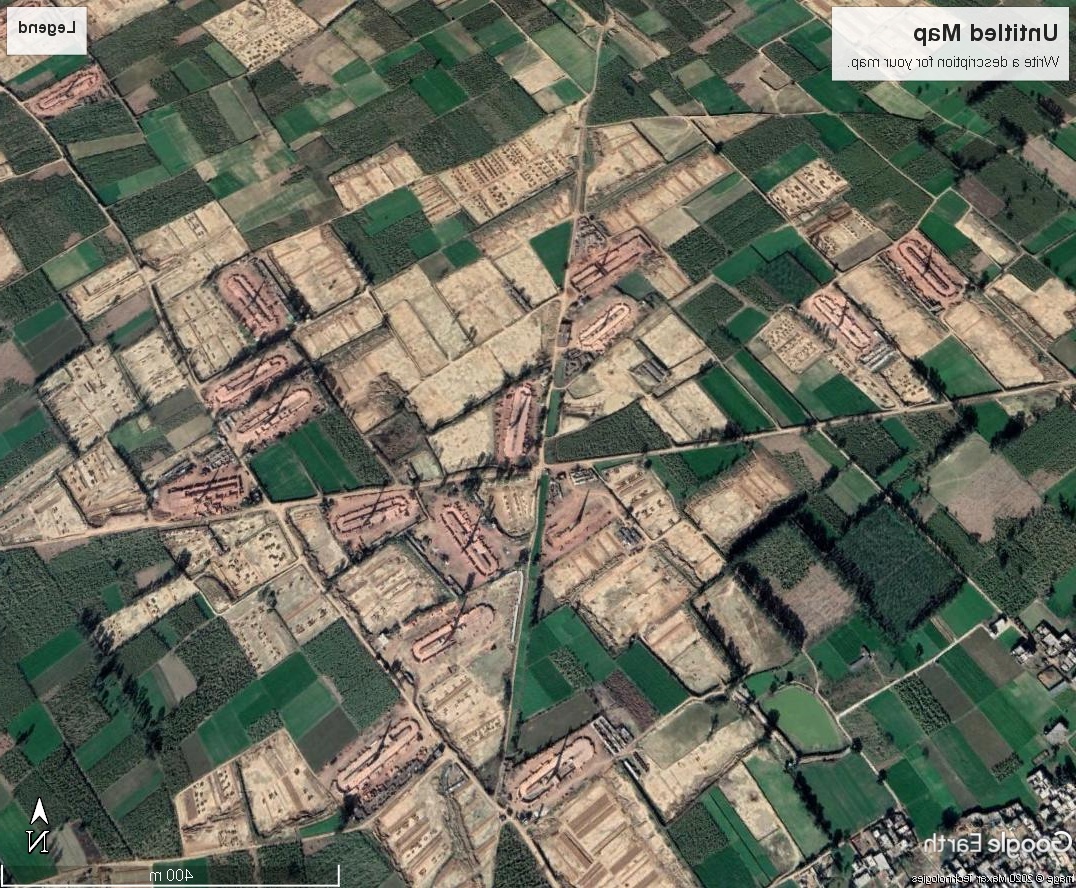 Legend
Untitled Map
Write a description for your map.
N
400 m
Google Earth
Image © 2020 Maxar Technologies